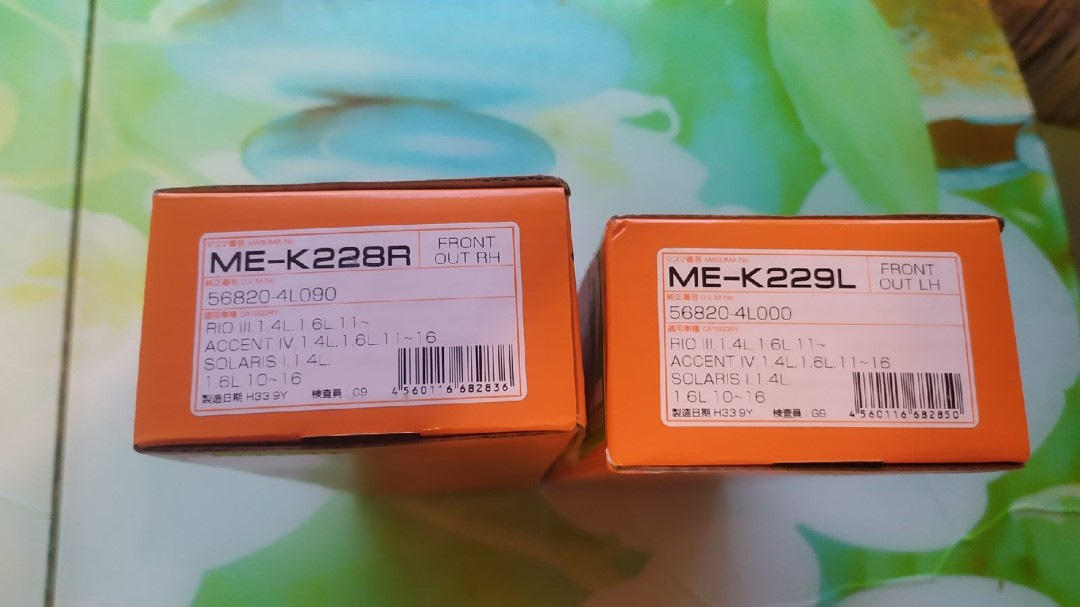 マスマ番号 MASUMA No.
ME-K228R
FRONT
OUT RH
純正番号 O.E.M No.
56820-4L090
適用車種 CATEGORY
RIO III.1.4L.1.6L.11~
ACCENT IV.1.4L.1.6L.11~16
SOLARIS I.1.4L.
1.6L.10~16
製造日期 H33.9Y 検査員：G9
4560116682836
マスマ番号 MASUMA No.
ME-K229L
FRONT
OUT LH
純正番号 O.E.M No.
56820-4L000
適用車種 CATEGORY
RIO III.1.4L.1.6L.11~
ACCENT IV.1.4L.1.6L.11~16
SOLARIS I.1.4L.
1.6L.10~16
製造日期 H33.9Y 検査員：G9
4560116682850